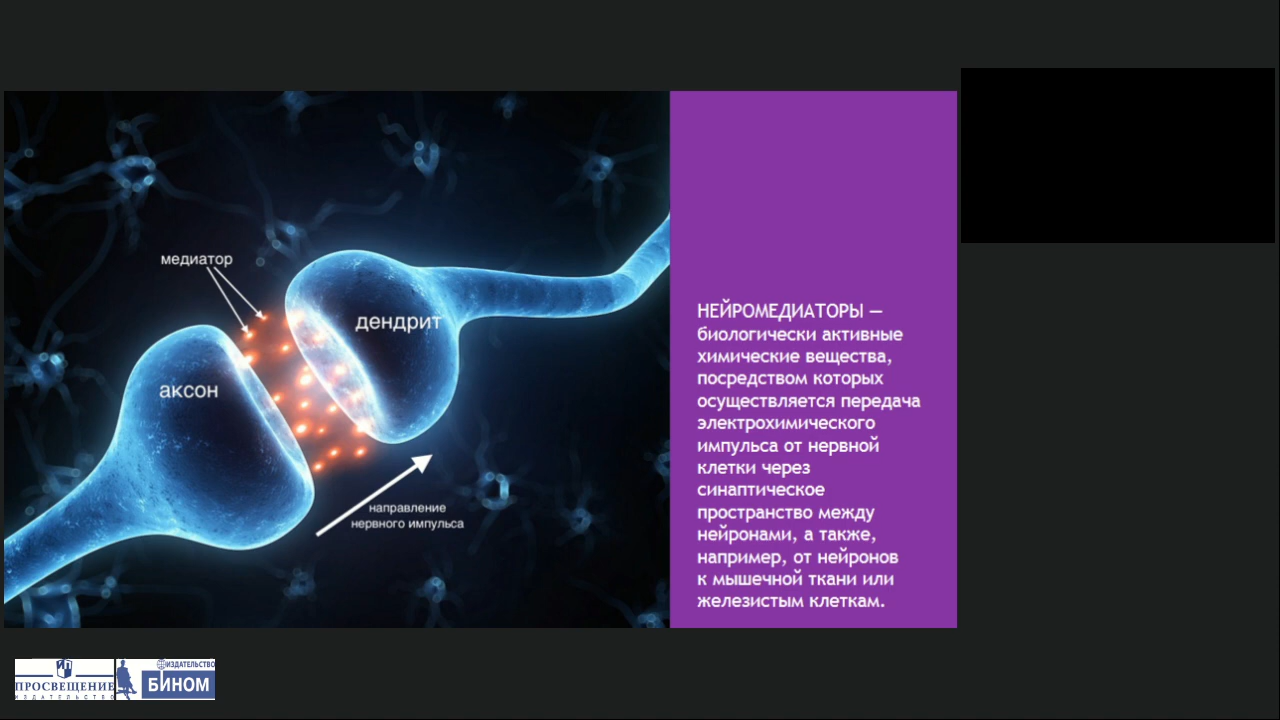 медиатор
дендрит
аксон
направление
нервного импульса
НЕЙРОМЕДИАТОРЫ —
биологически активные
химические вещества,
посредством которых
осуществляется передача
электрохимического
импульса от нервной
клетки через
синаптическое
пространство между
нейронами, а также,
например, от нейронов
к мышечной ткани или
железистым клеткам.
ПРОСВЕЩЕНИЕ
ИЗДАТЕЛЬСТВО
ИЗДАТЕЛЬСТВО
БИНОМ